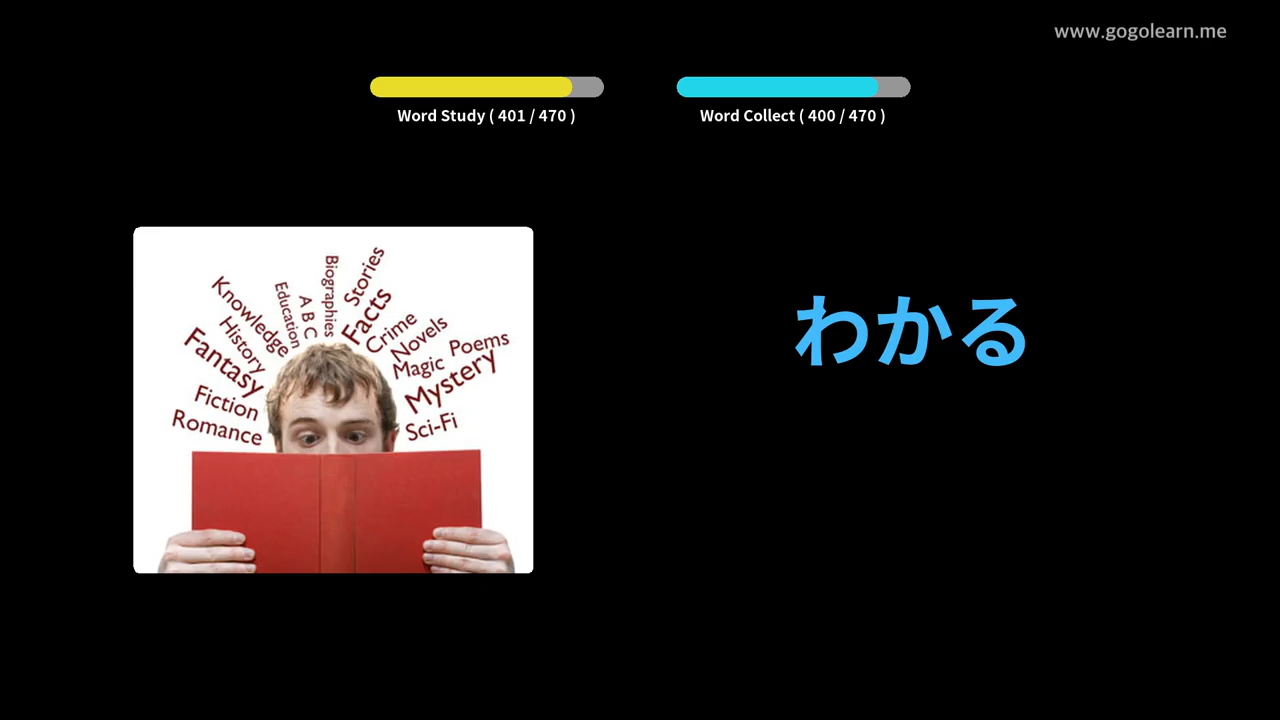 www.gogolearn.me
Word Study ( 401 / 470 )
Word Collect ( 400 / 470 )
Biographies
Stories
Education
A B C
Facts
Knowledge
Crime
History
Novels
Fantasy
Magic
Poems
Mystery
Fiction
Romance
Sci-Fi
わかる